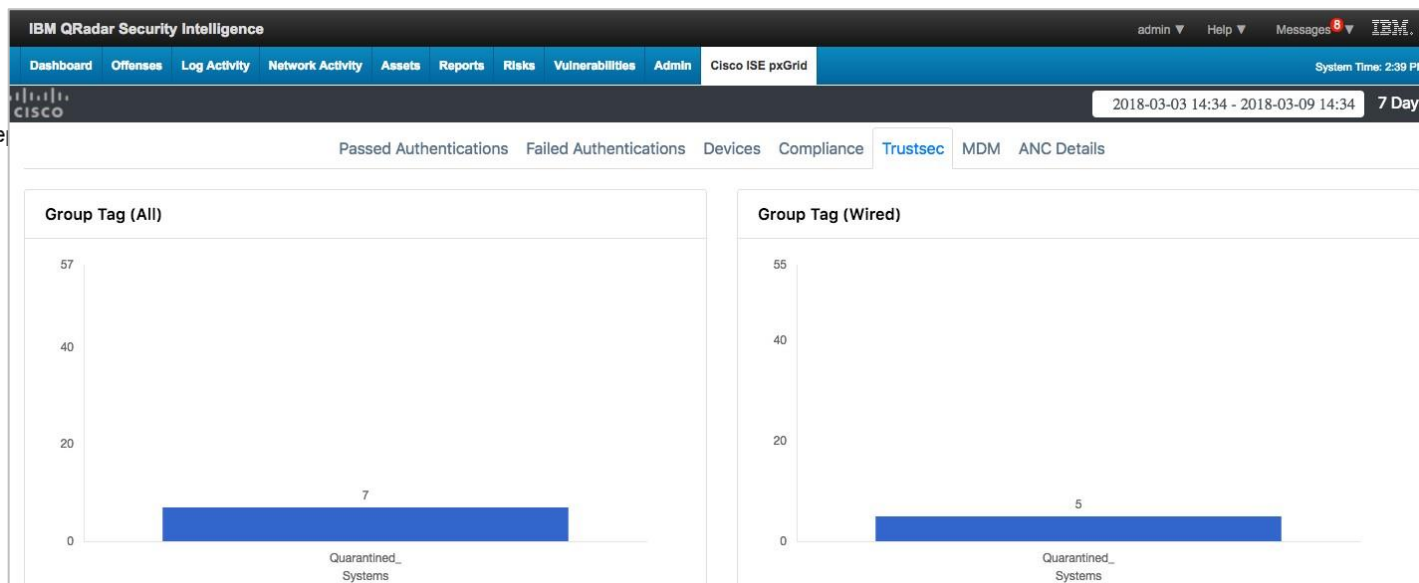 IBM QRadar Security Intelligence
admin ▼ Help ▼ Messages 8 ▼ IBM.
Dashboard Offenses Log Activity Network Activity Assets Reports Risks Vulnerabilities Admin Cisco ISE pxGrid
System Time: 2:39 P
CISCO
2018-03-03 14:34 - 2018-03-09 14:34 7 Day
Passed Authentications Failed Authentications Devices Compliance Trustsec MDM ANC Details
Group Tag (All)
57
40
20
0
7
Quarantined_
Systems
Group Tag (Wired)
55
40
20
0
5
Quarantined_
Systems